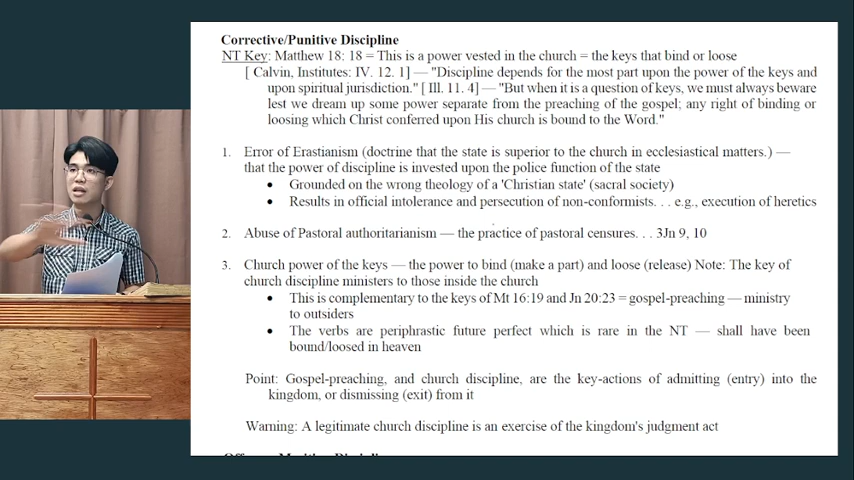 Corrective/Punitive Discipline
NT Key: Matthew 18: 18 = This is a power vested in the church = the keys that bind or loose
[ Calvin, Institutes: IV. 12. 1] — "Discipline depends for the most part upon the power of the keys and
upon spiritual jurisdiction." [ Ill. 11. 4] — "But when it is a question of keys, we must always beware
lest we dream up some power separate from the preaching of the gospel; any right of binding or
loosing which Christ conferred upon His church is bound to the Word."
1. Error of Erastianism (doctrine that the state is superior to the church in ecclesiastical matters.) —
that the power of discipline is invested upon the police function of the state
• Grounded on the wrong theology of a 'Christian state' (sacral society)
• Results in official intolerance and persecution of non-conformists. . . e.g., execution of heretics
2. Abuse of Pastoral authoritarianism — the practice of pastoral censures. . . 3Jn 9, 10
3. Church power of the keys — the power to bind (make a part) and loose (release) Note: The key of
church discipline ministers to those inside the church
• This is complementary to the keys of Mt 16:19 and Jn 20:23 = gospel-preaching — ministry
to outsiders
• The verbs are periphrastic future perfect which is rare in the NT — shall have been
bound/loosed in heaven
Point: Gospel-preaching, and church discipline, are the key-actions of admitting (entry) into the
kingdom, or dismissing (exit) from it
Warning: A legitimate church discipline is an exercise of the kingdom's judgment act